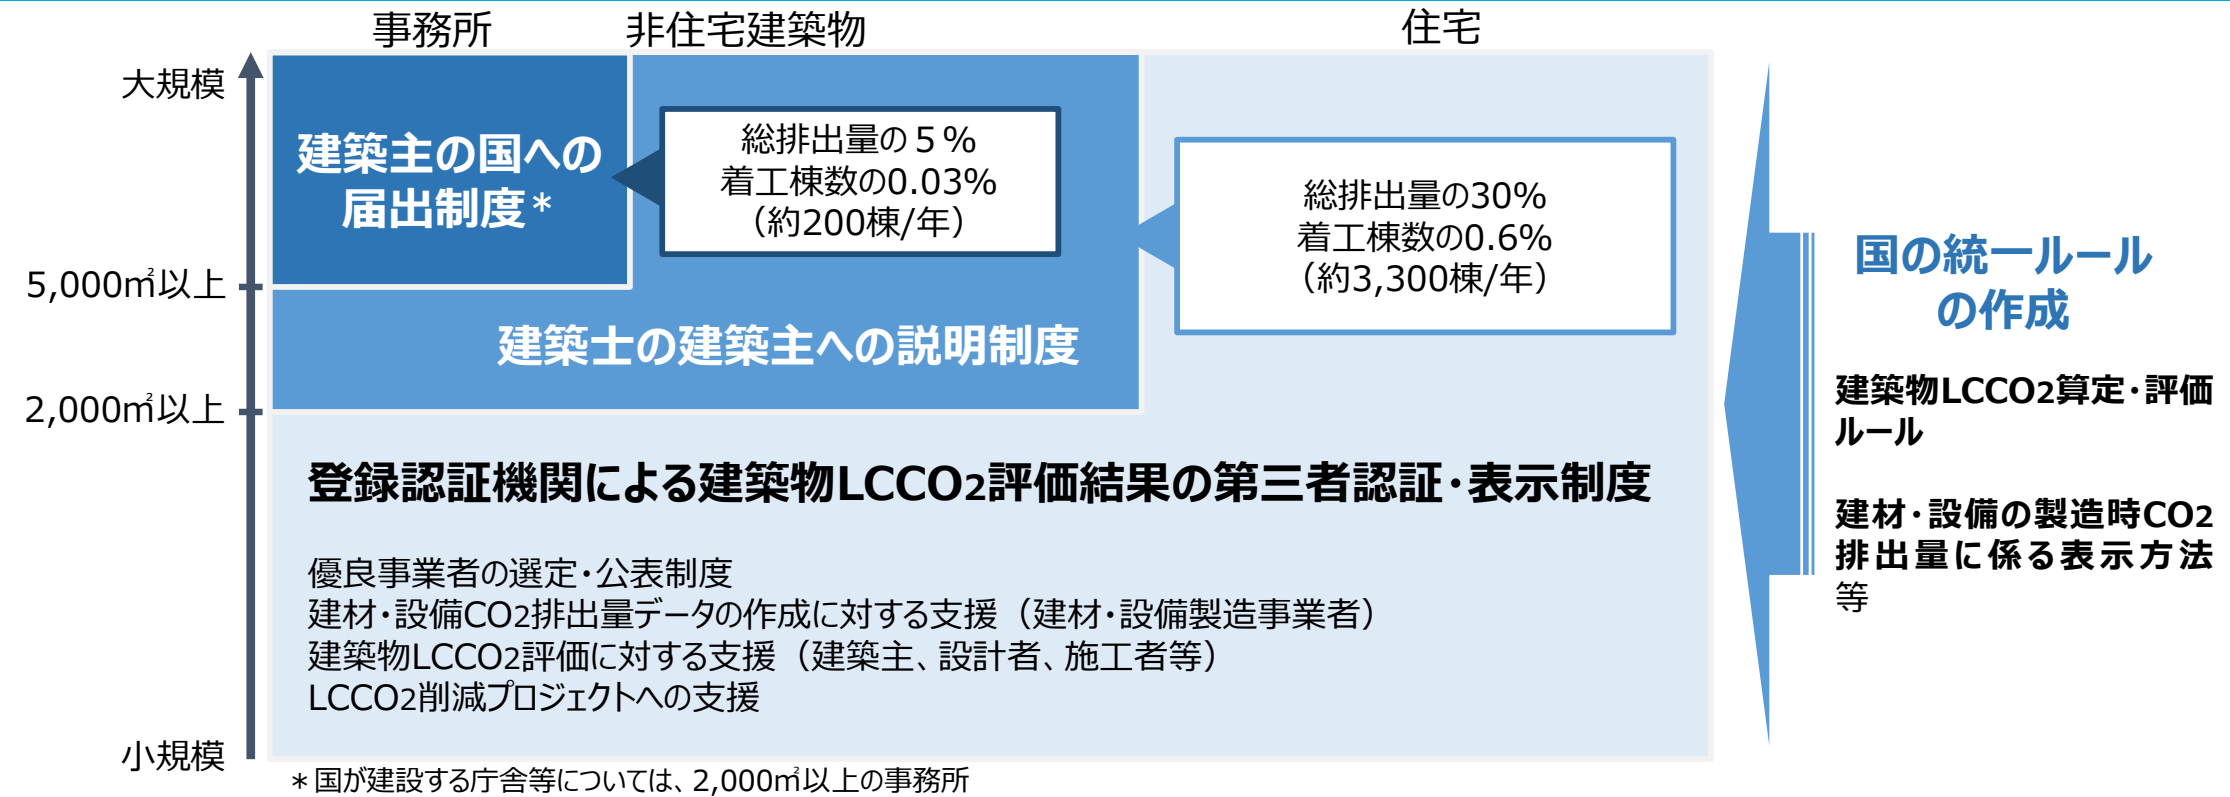 事務所
非住宅建築物
住宅
大規模
建築主の国への
届出制度*
総排出量の5%
着工棟数の0.03%
(約200棟/年)
総排出量の30%
着工棟数の0.6%
(約3,300棟/年)
5,000㎡以上
建築士の建築主への説明制度
2,000㎡以上
登録認証機関による建築物LCCO2評価結果の第三者認証・表示制度
優良事業者の選定・公表制度
建材・設備CO2排出量データの作成に対する支援(建材・設備製造事業者)
建築物LCCO2評価に対する支援(建築主、設計者、施工者等)
LCCO2削減プロジェクトへの支援
小規模
*国が建設する庁舎等については、2,000㎡以上の事務所
国の統一ルール
の作成
建築物LCCO2算定・評価
ルール
建材・設備の製造時CO2
排出量に係る表示方法
等